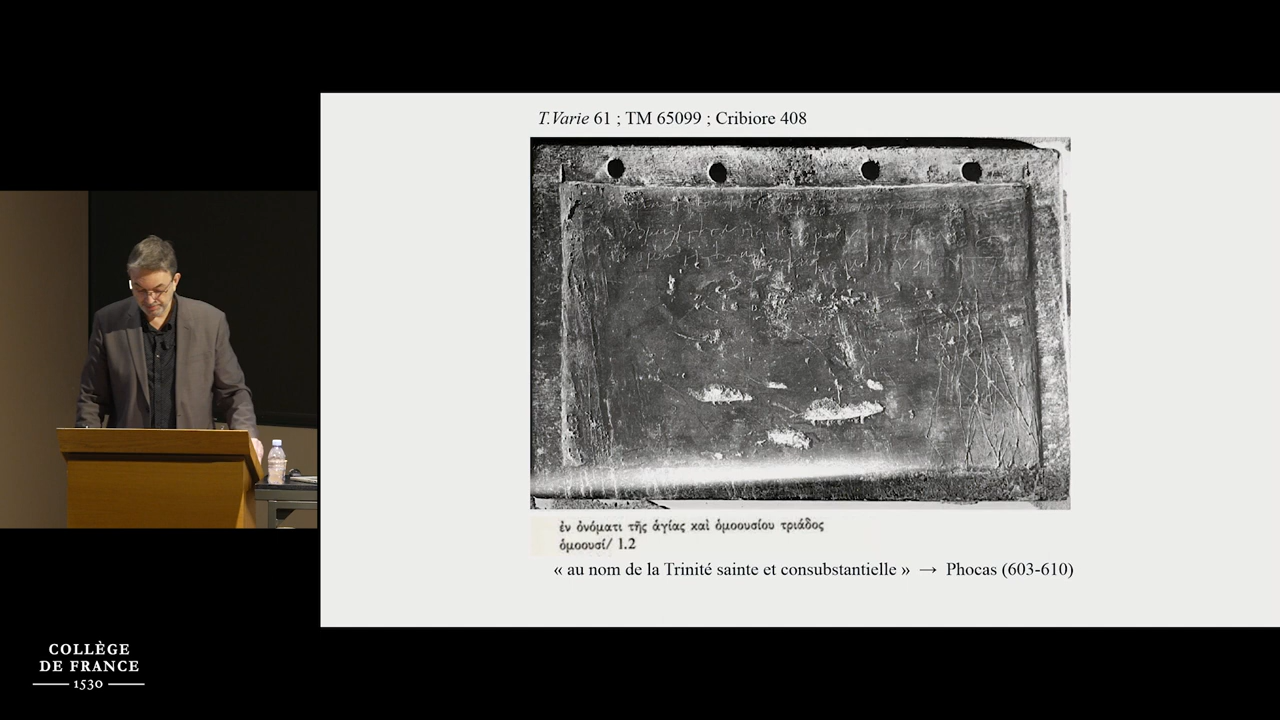 T.Varie 61 ; TM 65099 ; Cribiore 408
ἐν ὀνόματι τῆς ἁγίας καὶ ὁμοουσίου τριάδος
ὁμοουσί/ 1.2
« au nom de la Trinité sainte et consubstantielle » → Phocas (603-610)
COLLÈGE
DE FRANCE
1530